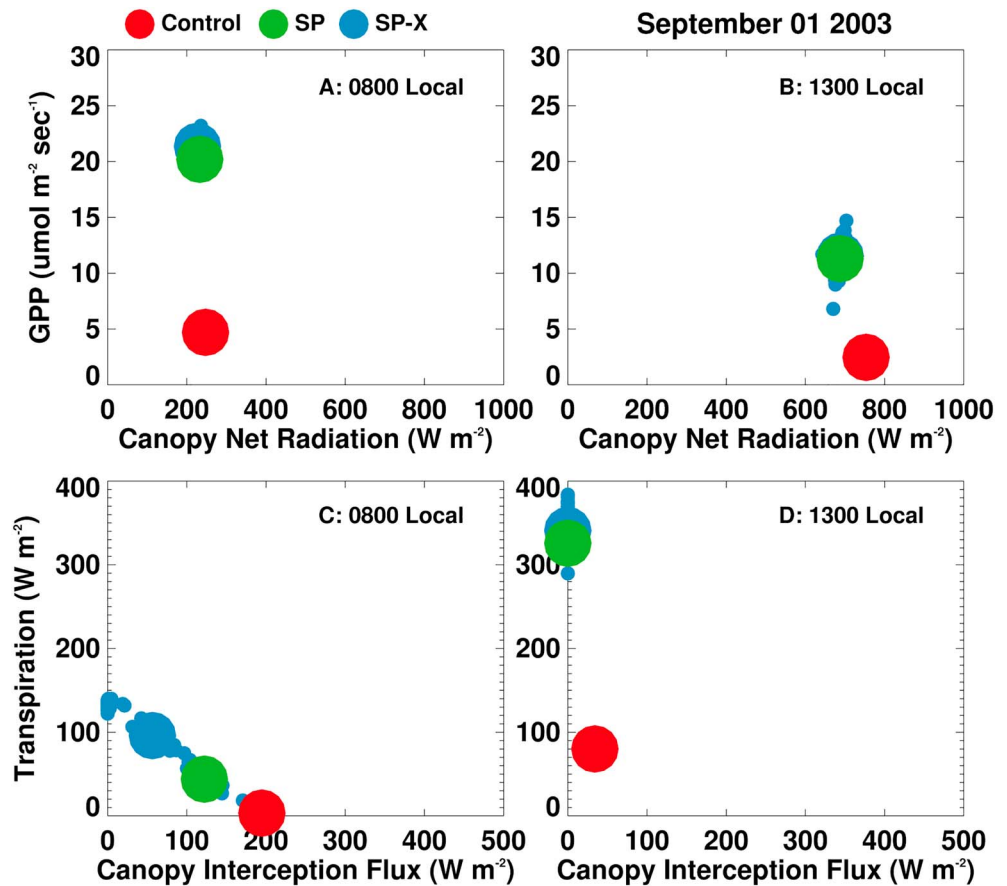 Control SP SP-X September 01 2003
A: 0800 Local
30
25
20
15
10
5
0
GPP (umol m⁻² sec⁻¹)
0 200 400 600 800 1000
Canopy Net Radiation (W m⁻²)
B: 1300 Local
30
25
20
15
10
5
0
0 200 400 600 800 1000
Canopy Net Radiation (W m⁻²)
C: 0800 Local
400
300
200
100
0
Transpiration (W m⁻²)
0 100 200 300 400 500
Canopy Interception Flux (W m⁻²)
D: 1300 Local
400
300
200
100
0
0 100 200 300 400 500
Canopy Interception Flux (W m⁻²)